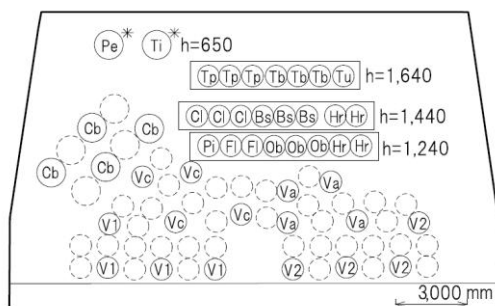 Pe* Ti* h=650
Tp Tp Tp Tb Tb Tb Tu h=1,640
Cl Cl Cl Bs Bs Bs Hr Hr h=1,440
Pi Fl Fl Ob Ob Ob Hr Hr h=1,240
Cb Cb
Cb Cb Vc Vc
Va Va
V1 Vc Vc Va Va V2
V1 V1 V1 V2 V2 V2
3,000 mm